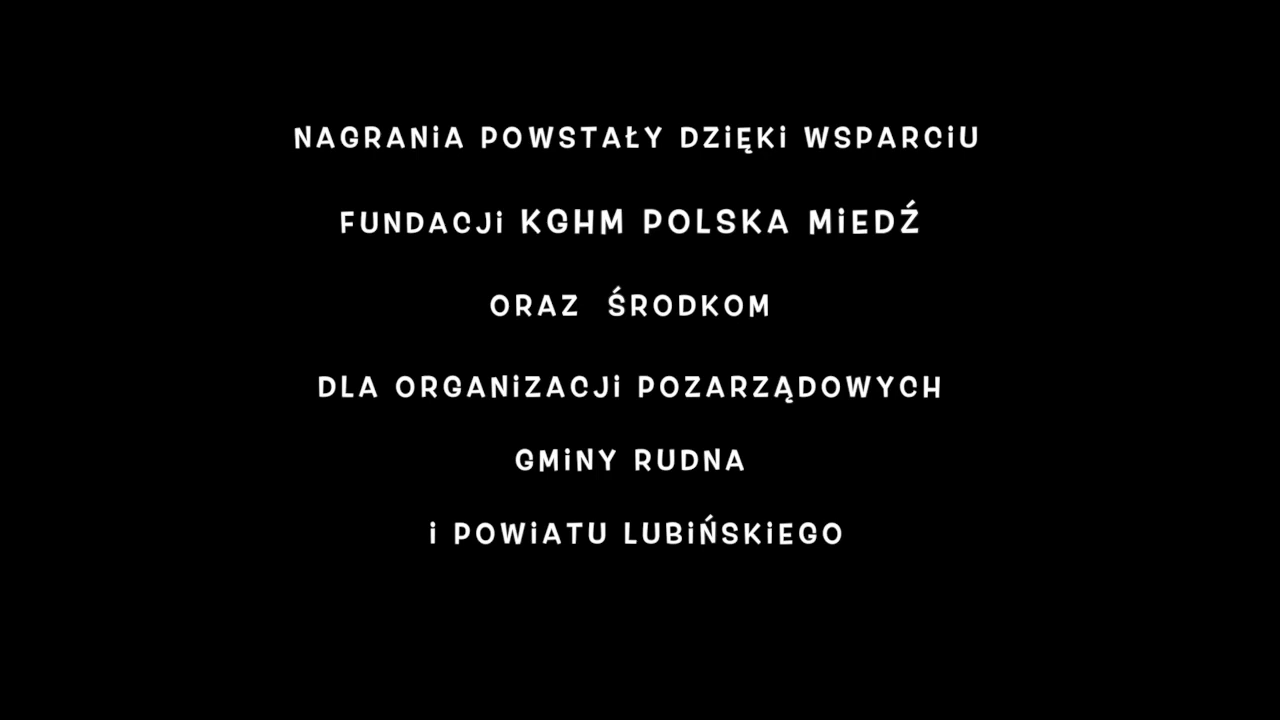 NAGRANiA POWSTAŁY DZiĘKi WSPARCiU
FUNDACJi KGHM POLSKA MiEDŹ
ORAZ ŚRODKOM
DLA ORGANiZACJi POZARZĄDOWYCH
GMiNY RUDNA
i POWiATU LUBiŃSKiEGO